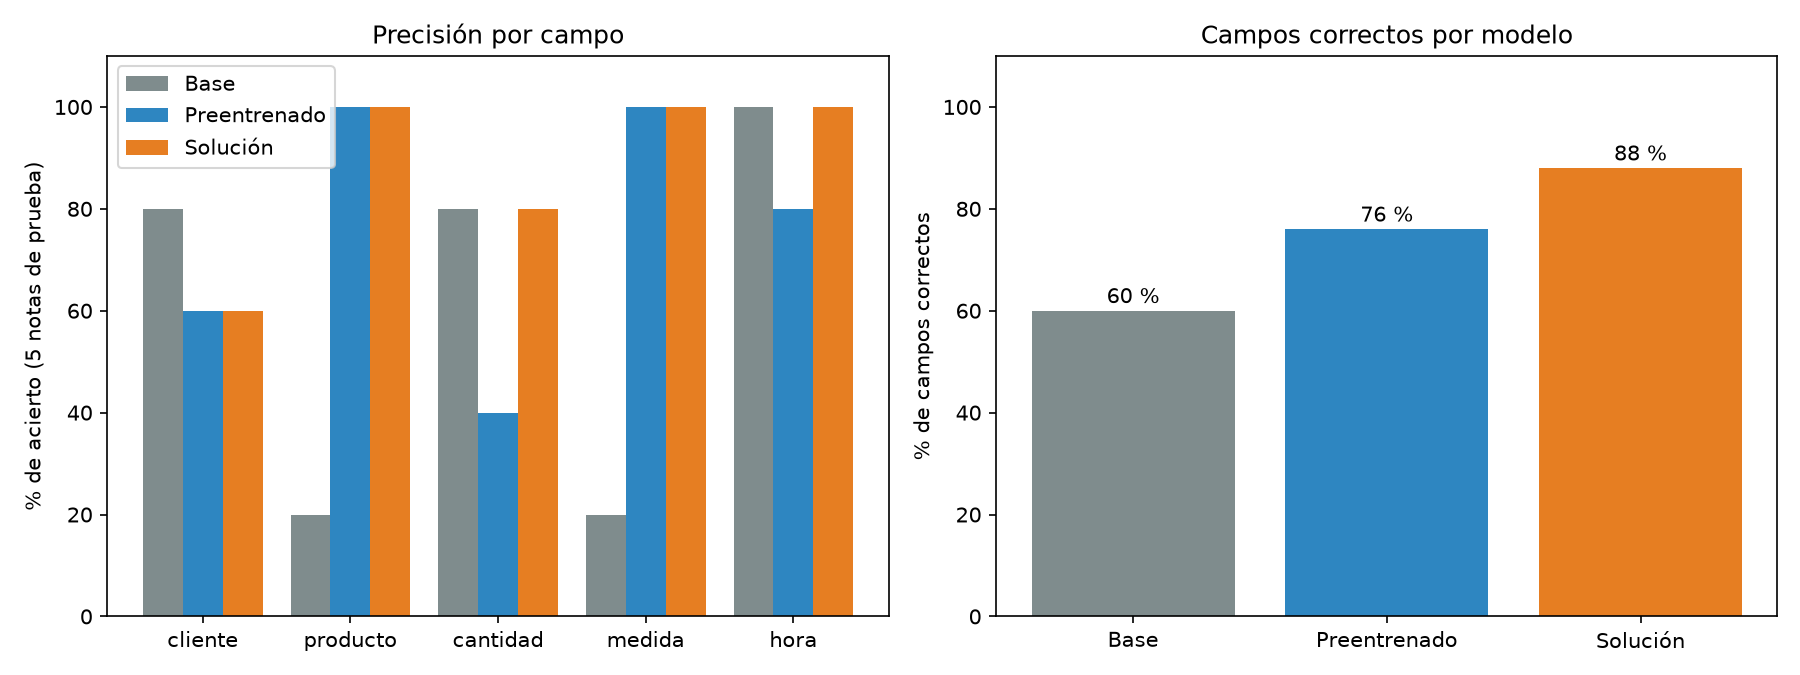 Precisión por campo
Base
Preentrenado
Solución
% de acierto (5 notas de prueba)
100
80
60
40
20
0
cliente producto cantidad medida hora
Campos correctos por modelo
% de campos correctos
100
80
60
40
20
0
60 %
76 %
88 %
Base Preentrenado Solución